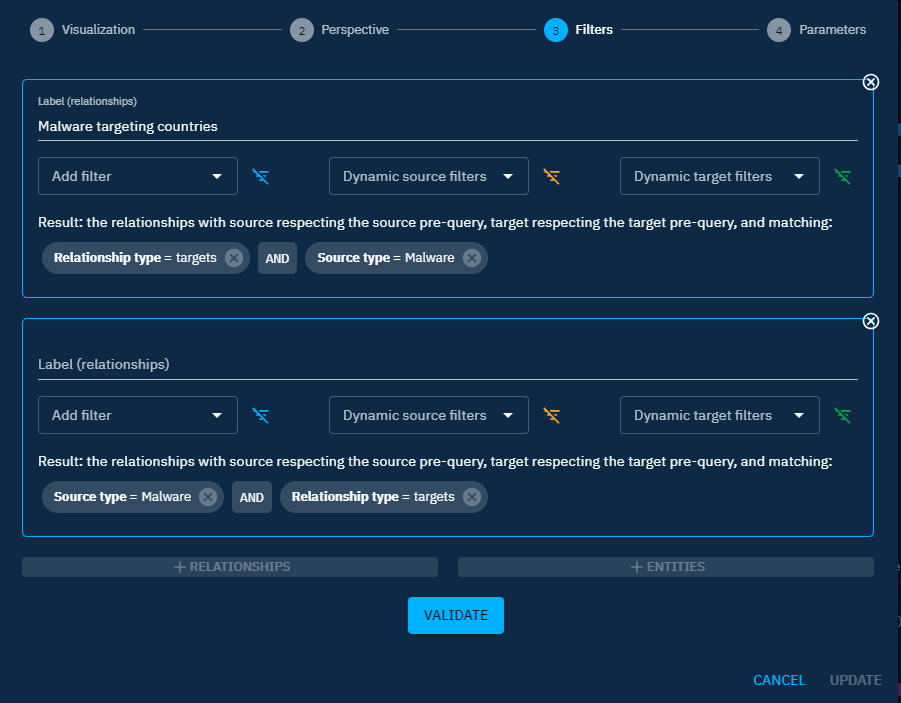 1 Visualization 2 Perspective 3 Filters 4 Parameters
Label (relationships)
Malware targeting countries
Add filter Dynamic source filters Dynamic target filters
Result: the relationships with source respecting the source pre-query, target respecting the target pre-query, and matching:
Relationship type = targets AND Source type = Malware
Label (relationships)
Add filter Dynamic source filters Dynamic target filters
Result: the relationships with source respecting the source pre-query, target respecting the target pre-query, and matching:
Source type = Malware AND Relationship type = targets
+ RELATIONSHIPS + ENTITIES
VALIDATE
CANCEL UPDATE